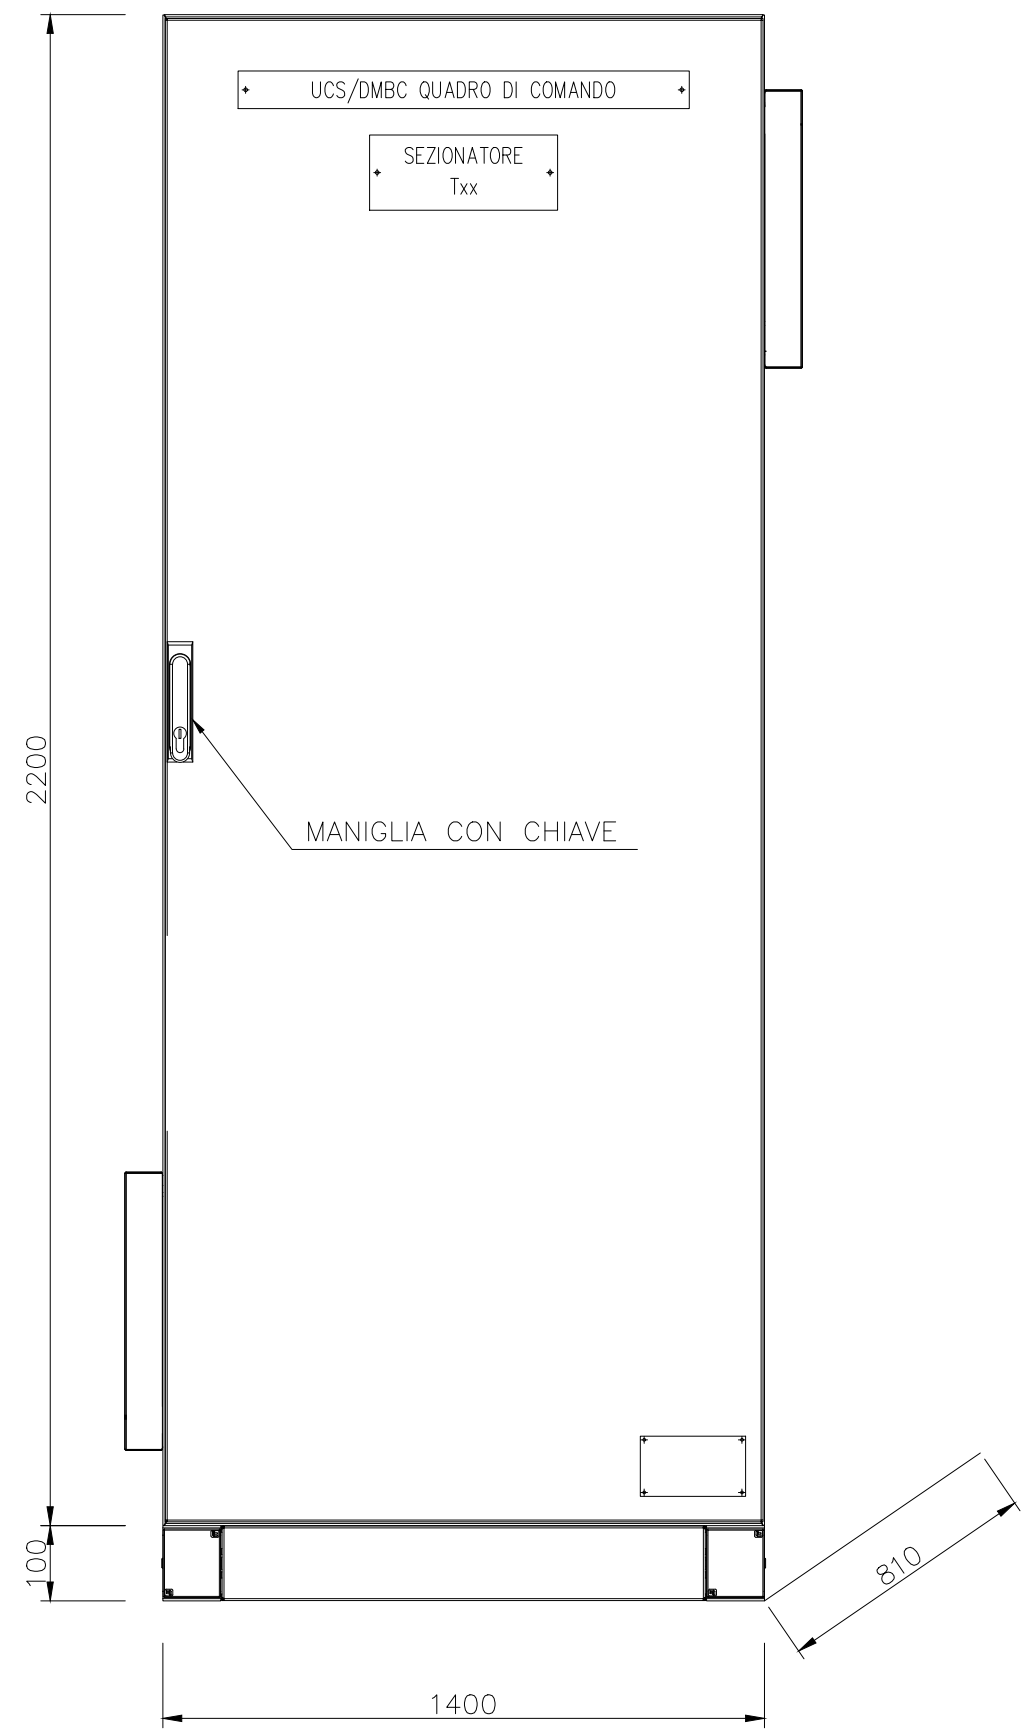 UCS/DMBC QUADRO DI COMANDO
SEZIONATORE
Txx
2200
MANIGLIA CON CHIAVE
100
810
1400